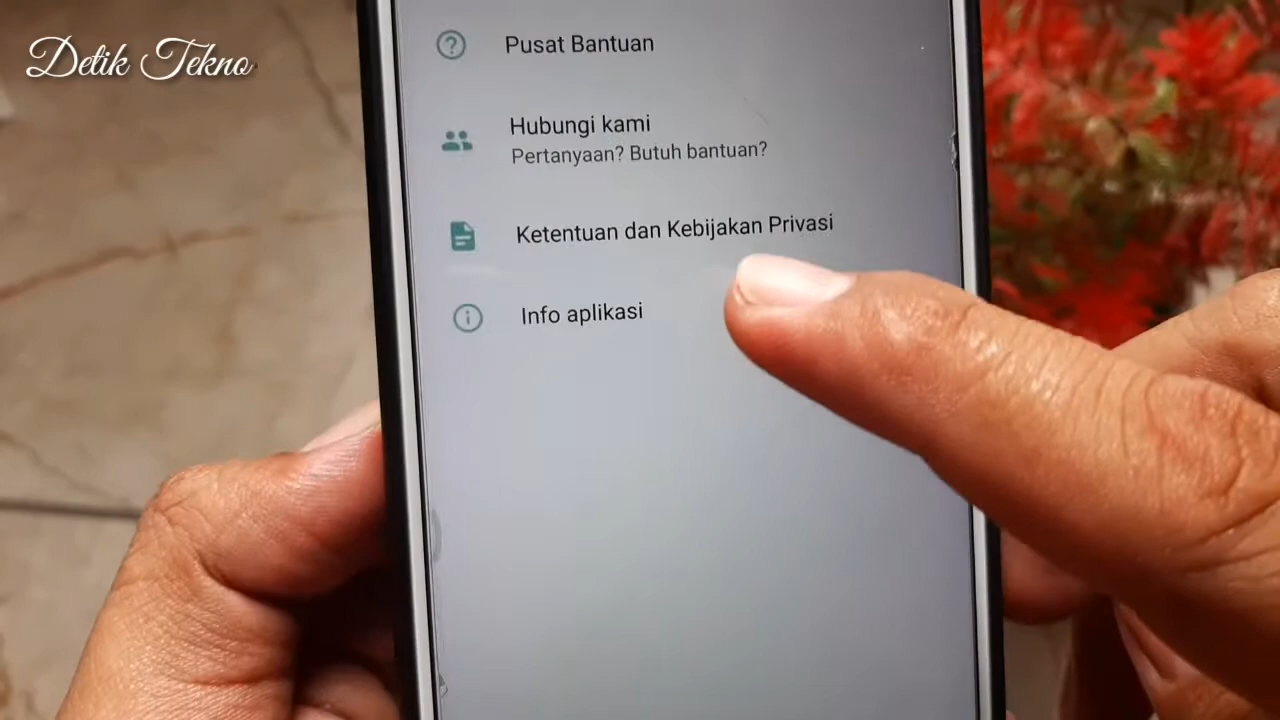 Detik Tekno
Pusat Bantuan
Hubungi kami
Pertanyaan? Butuh bantuan?
Ketentuan dan Kebijakan Privasi
Info aplikasi